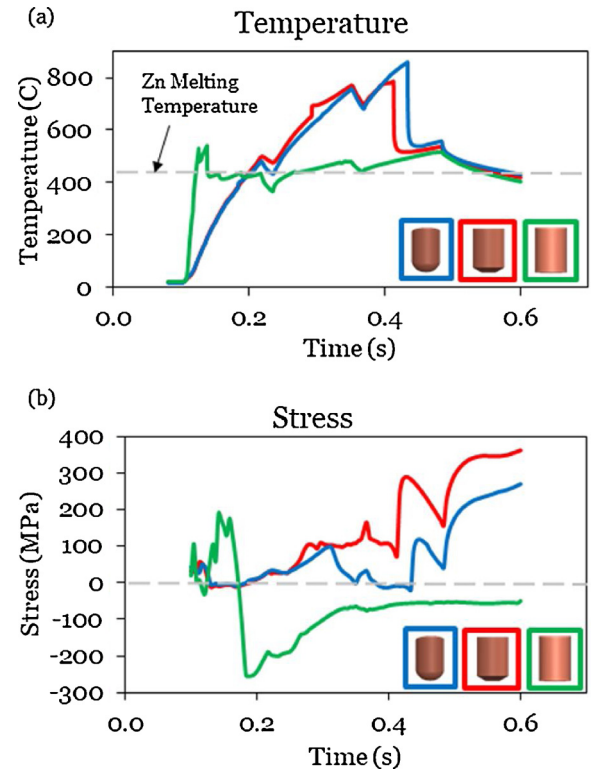 (a)
Temperature
Temperature (C)
800
600
400
200
0
Zn Melting
Temperature
0.0 0.2 0.4 0.6
Time (s)
(b)
Stress
Stress (MPa)
400
300
200
100
0
-100
-200
-300
0.0 0.2 0.4 0.6
Time (s)